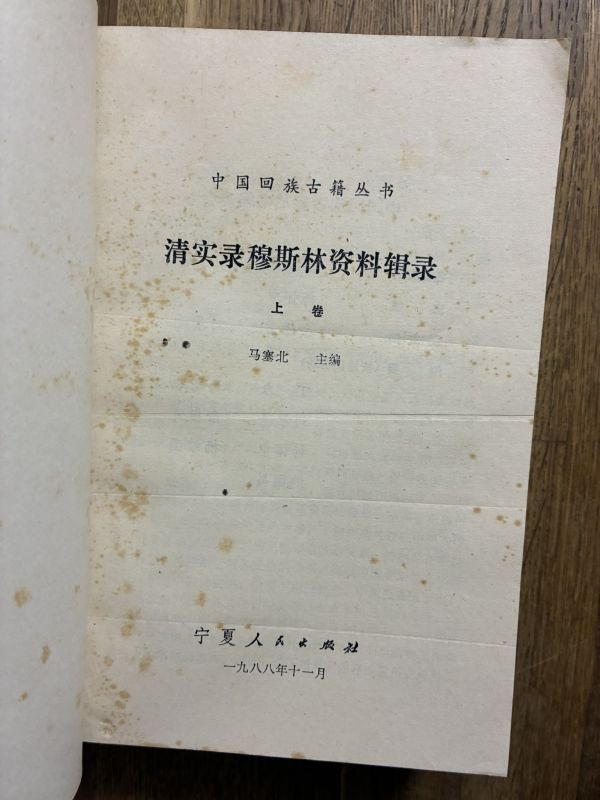 中国回族古籍丛书
清实录穆斯林资料辑录
上 卷
马塞北 主编
宁夏人民出版社
一九八八年十一月